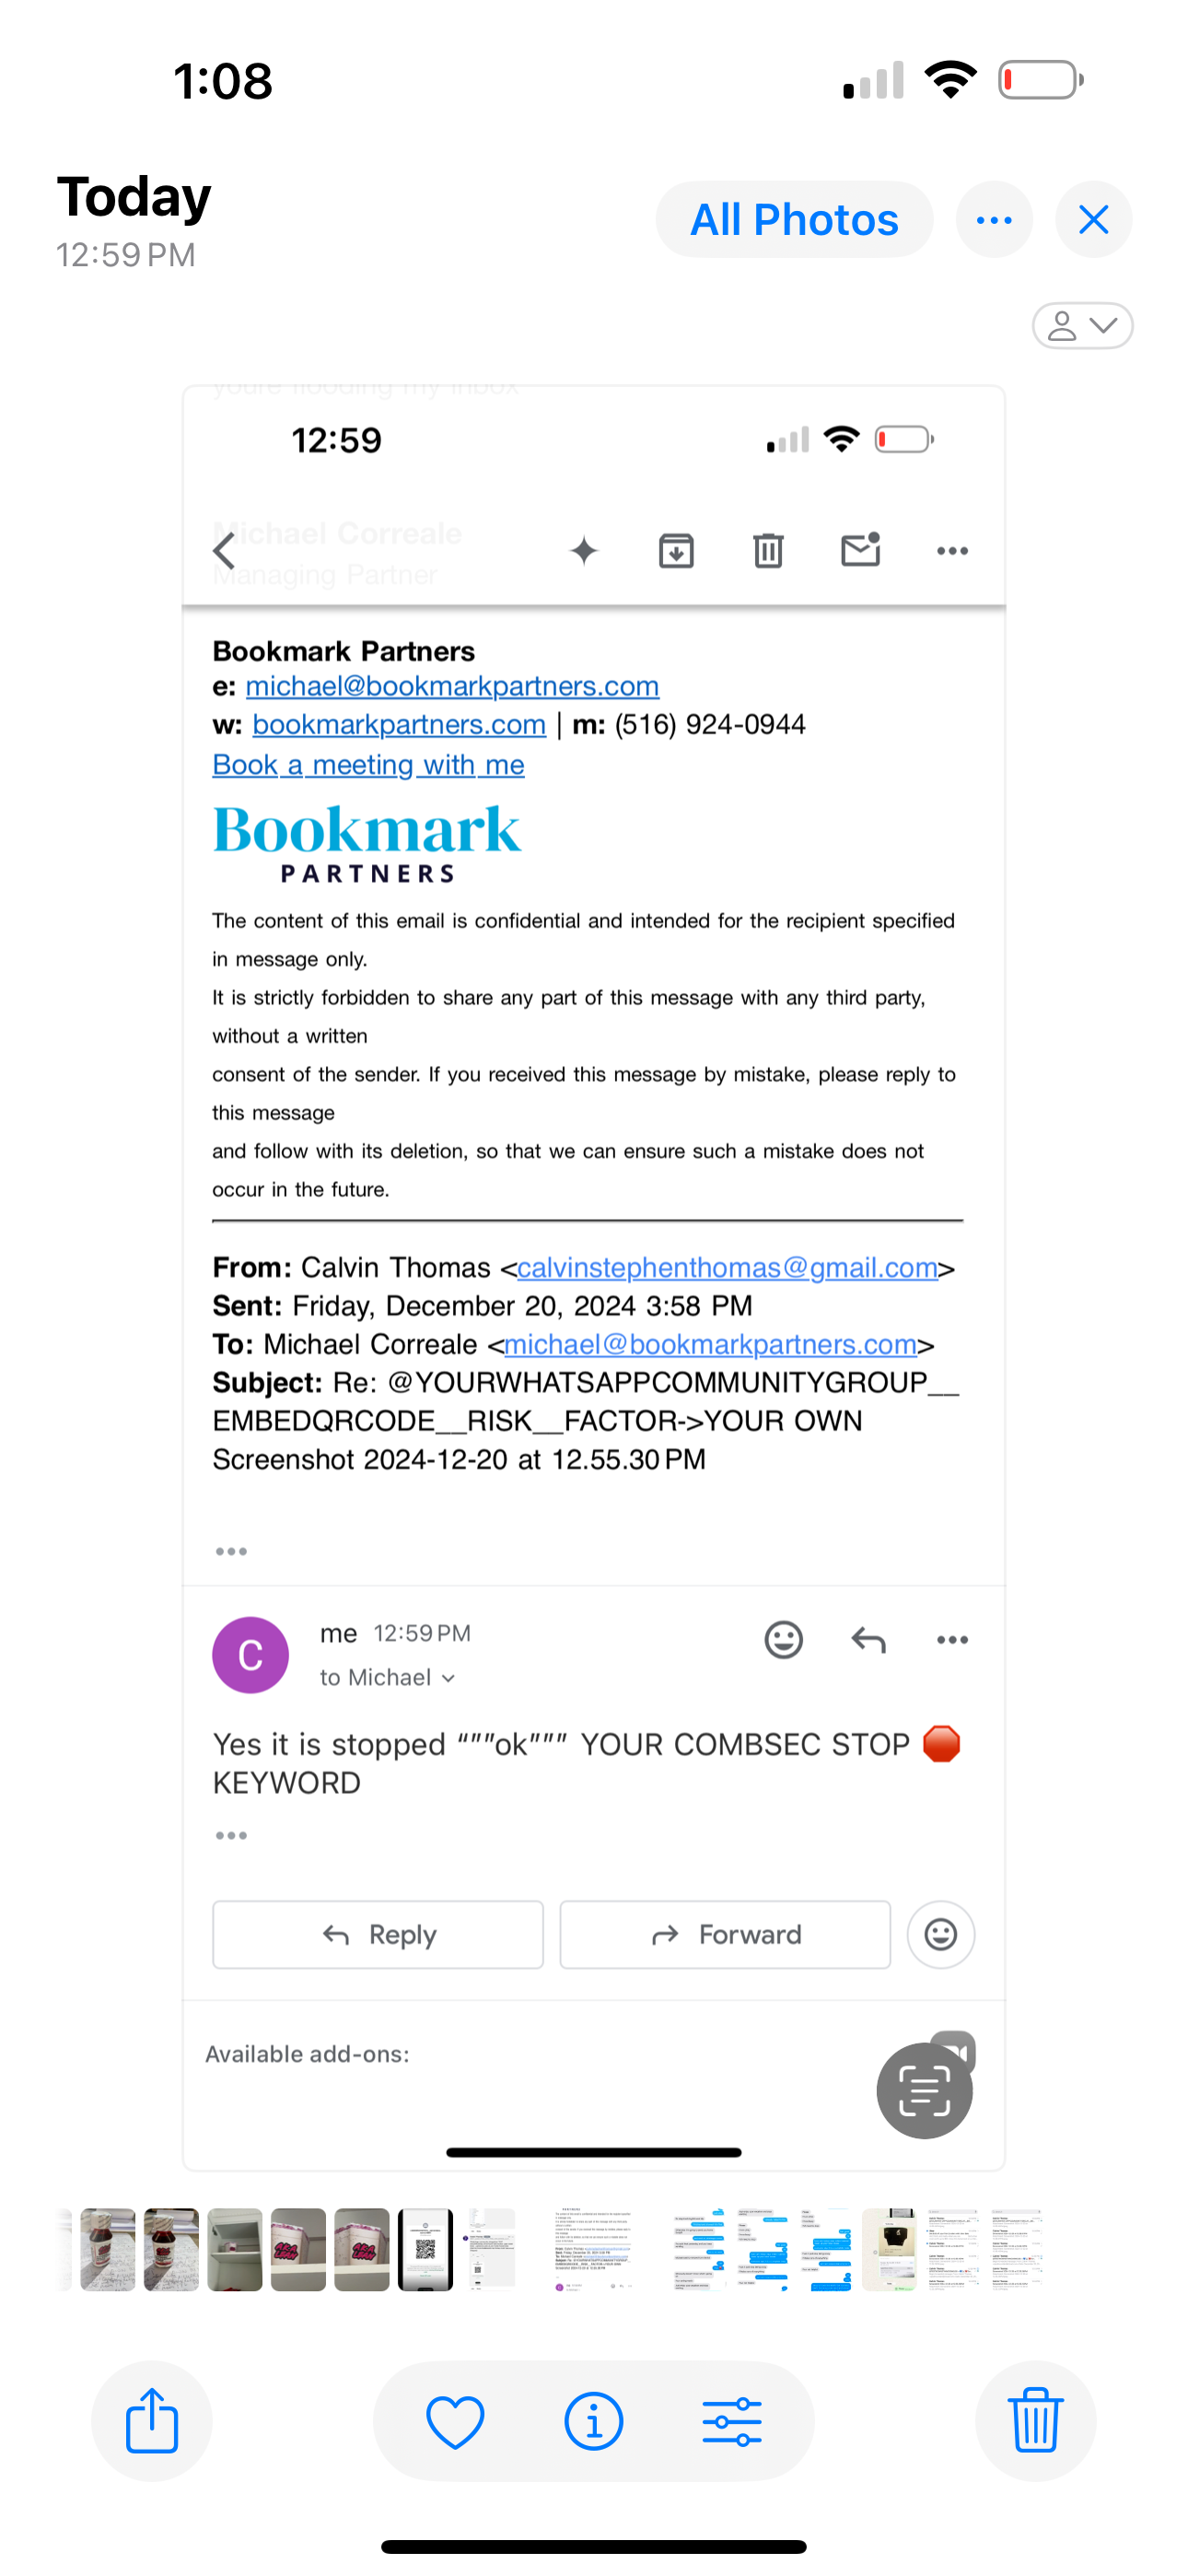 1:08
Today
12:59 PM
All Photos
youre flooding my inbox
12:59
Michael Correale
Managing Partner
Bookmark Partners
e: michael@bookmarkpartners.com
w: bookmarkpartners.com | m: (516) 924-0944
Book a meeting with me
Bookmark
PARTNERS
The content of this email is confidential and intended for the recipient specified
in message only.
It is strictly forbidden to share any part of this message with any third party,
without a written
consent of the sender. If you received this message by mistake, please reply to
this message
and follow with its deletion, so that we can ensure such a mistake does not
occur in the future.
From: Calvin Thomas <calvinstephenthomas@gmail.com>
Sent: Friday, December 20, 2024 3:58 PM
To: Michael Correale <michael@bookmarkpartners.com>
Subject: Re: @YOURWHATSAPPCOMMUNITYGROUP__
EMBEDQRCODE__RISK__FACTOR->YOUR OWN
Screenshot 2024-12-20 at 12.55.30 PM
C
me 12:59 PM
to Michael
Yes it is stopped “””ok””” YOUR COMBSEC STOP 🛑
KEYWORD
Reply
Forward
Available add-ons: